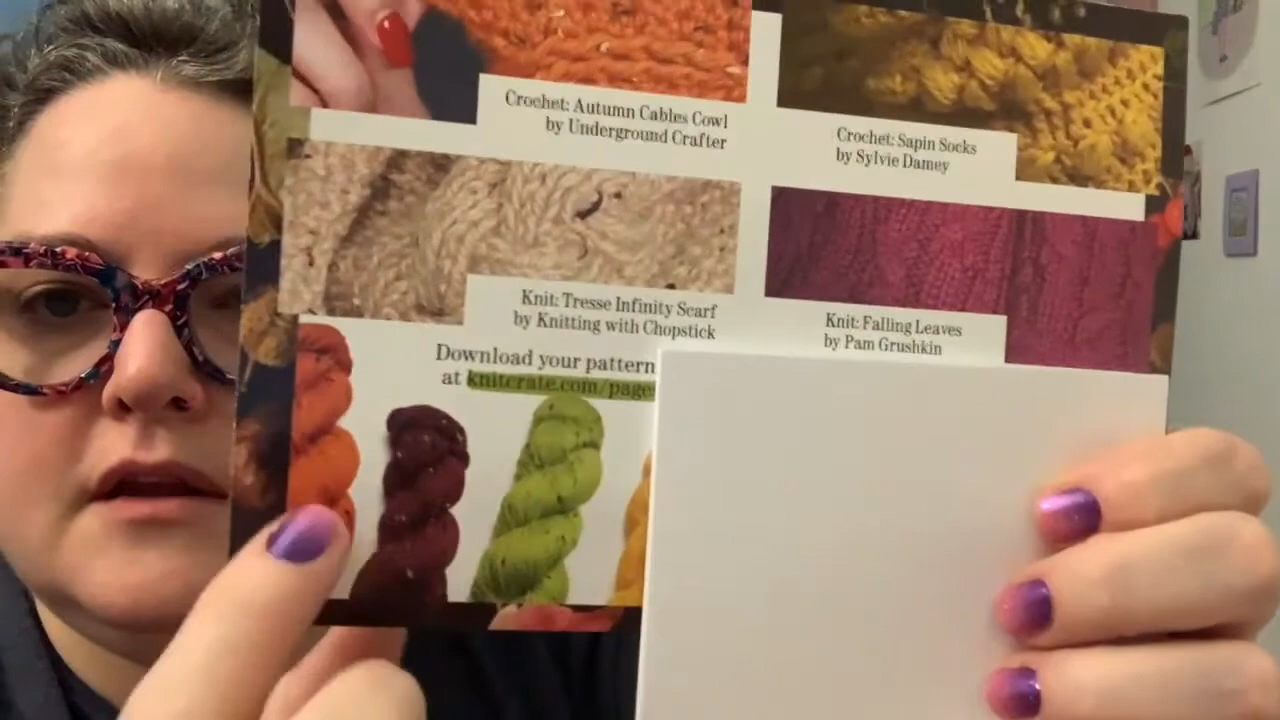 Crochet: Autumn Cables Cowl
by Underground Crafter
Crochet: Sapin Socks
by Sylvie Damey
Knit: Tresse Infinity Scarf
by Knitting with Chopstick
Knit: Falling Leaves
by Pam Grushkin
Download your pattern
at knitcrate.com/page